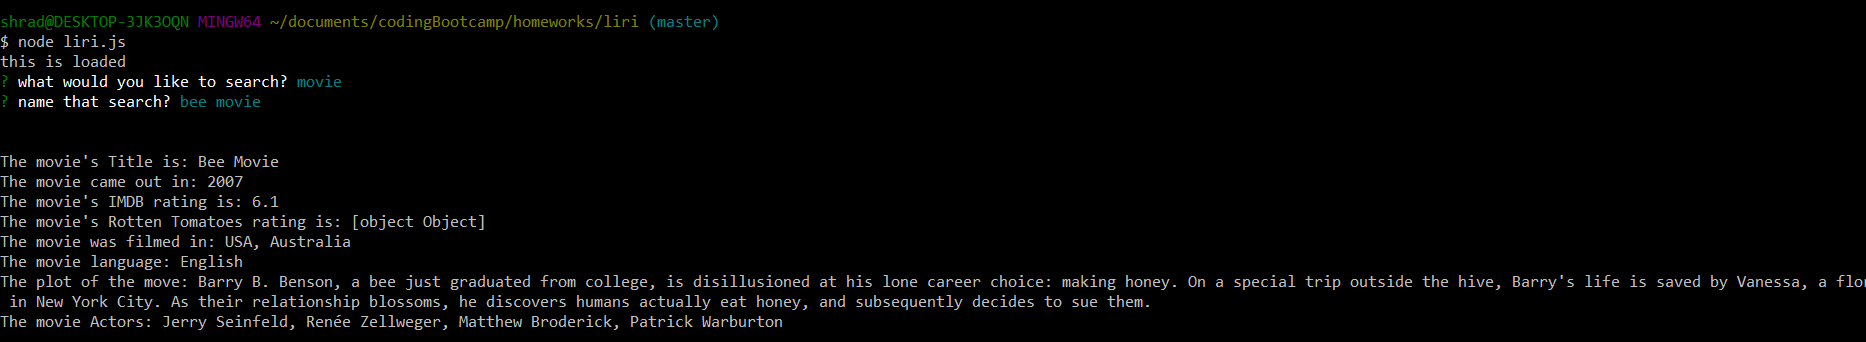 shrad@DESKTOP-3JK3OQN MINGW64 ~/documents/codingBootcamp/homeworks/liri (master)
$ node liri.js
this is loaded
? what would you like to search? movie
? name that search? bee movie
The movie's Title is: Bee Movie
The movie came out in: 2007
The movie's IMDB rating is: 6.1
The movie's Rotten Tomatoes rating is: [object Object]
The movie was filmed in: USA, Australia
The movie language: English
The plot of the move: Barry B. Benson, a bee just graduated from college, is disillusioned at his lone career choice: making honey. On a special trip outside the hive, Barry's life is saved by Vanessa, a flo
in New York City. As their relationship blossoms, he discovers humans actually eat honey, and subsequently decides to sue them.
The movie Actors: Jerry Seinfeld, Renée Zellweger, Matthew Broderick, Patrick Warburton